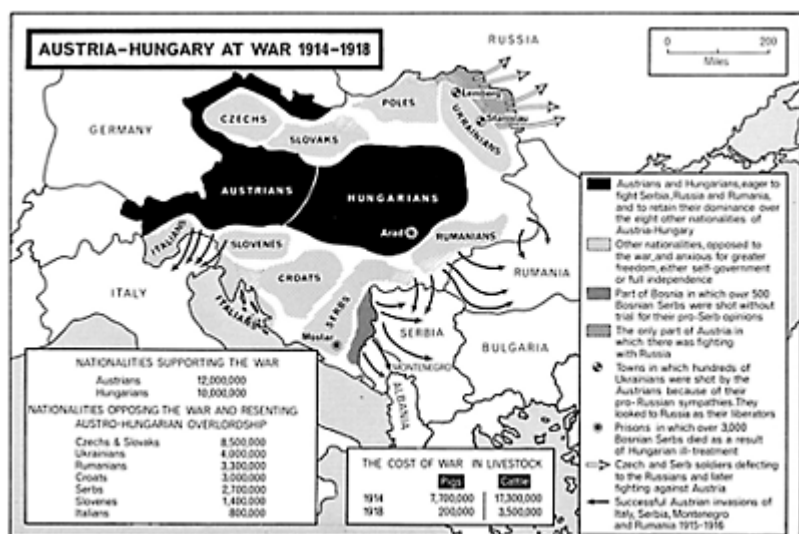 AUSTRIA-HUNGARY AT WAR 1914-1918
RUSSIA
0 200
Miles
GERMANY
CZECHS
SLOVAKS
POLES
Lemberg
Stanislau
UKRAINIANS
AUSTRIANS
HUNGARIANS
Arad
ITALIANS
SLOVENES
CROATS
RUMANIANS
RUMANIA
ITALY
ITALIANS
SERBS
Mostar
SERBIA
MONTENEGRO
ALBANIA
BULGARIA
NATIONALITIES SUPPORTING THE WAR
Austrians 12,000,000
Hungarians 10,000,000
NATIONALITIES OPPOSING THE WAR AND RESENTING
AUSTRO-HUNGARIAN OVERLORDSHIP
Czechs & Slovaks 8,500,000
Ukrainians 4,000,000
Rumanians 3,300,000
Croats 3,000,000
Serbs 2,700,000
Slovenes 1,400,000
Italians 800,000
THE COST OF WAR IN LIVESTOCK
Pigs Cattle
1914 7,700,000 17,300,000
1918 200,000 3,500,000
Austrians and Hungarians, eager to
fight Serbia, Russia and Rumania,
and to retain their dominance over
the eight other nationalities of
Austria-Hungary
Other nationalities, opposed to
the war, and anxious for greater
freedom, either self-government
or full independence
Part of Bosnia in which over 500
Bosnian Serbs were shot without
trial for their pro-Serb opinions
The only part of Austria in
which there was fighting
with Russia
Towns in which hundreds of
Ukrainians were shot by the
Austrians because of their
pro-Russian sympathies. They
looked to Russia as their liberators
Prisons in which over 3,000
Bosnian Serbs died as a result
of Hungarian ill-treatment
Czech and Serb soldiers defecting
to the Russians and later
fighting against Austria
Successful Austrian invasions of
Italy, Serbia, Montenegro
and Rumania 1915-1916